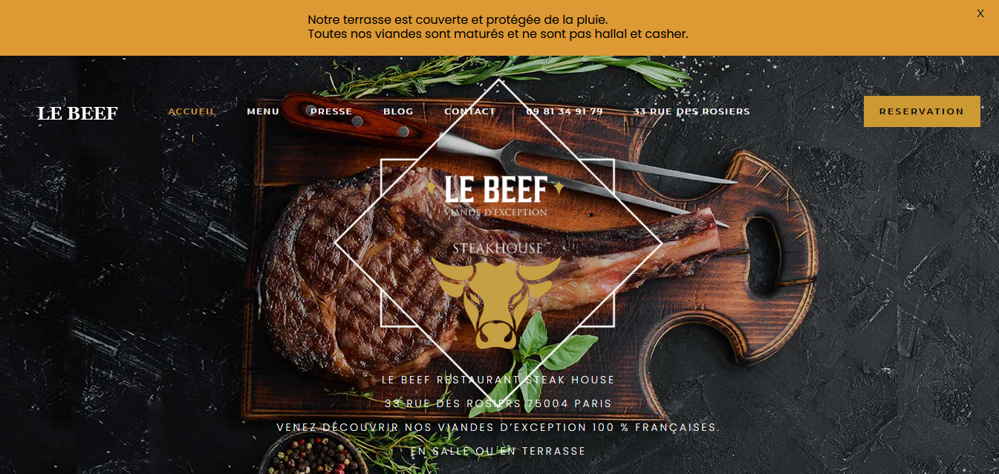 Notre terrasse est couverte et protégée de la pluie.
X
Toutes nos viandes sont maturés et ne sont pas hallal et casher.
LE BEEF
ACCUEIL
MENU
PRESSE
BLOG
CONTACT
09 81 34 91 79
33 RUE DES ROSIERS
RESERVATION
LE BEEF
VIANDE D'EXCEPTION
STEAKHOUSE
LE BEEF RESTAURANT STEAK HOUSE
33 RUE DES ROSIERS 75004 PARIS
VENEZ DÉCOUVRIR NOS VIANDES D’EXCEPTION 100 % FRANÇAISES.
EN SALLE OU EN TERRASSE